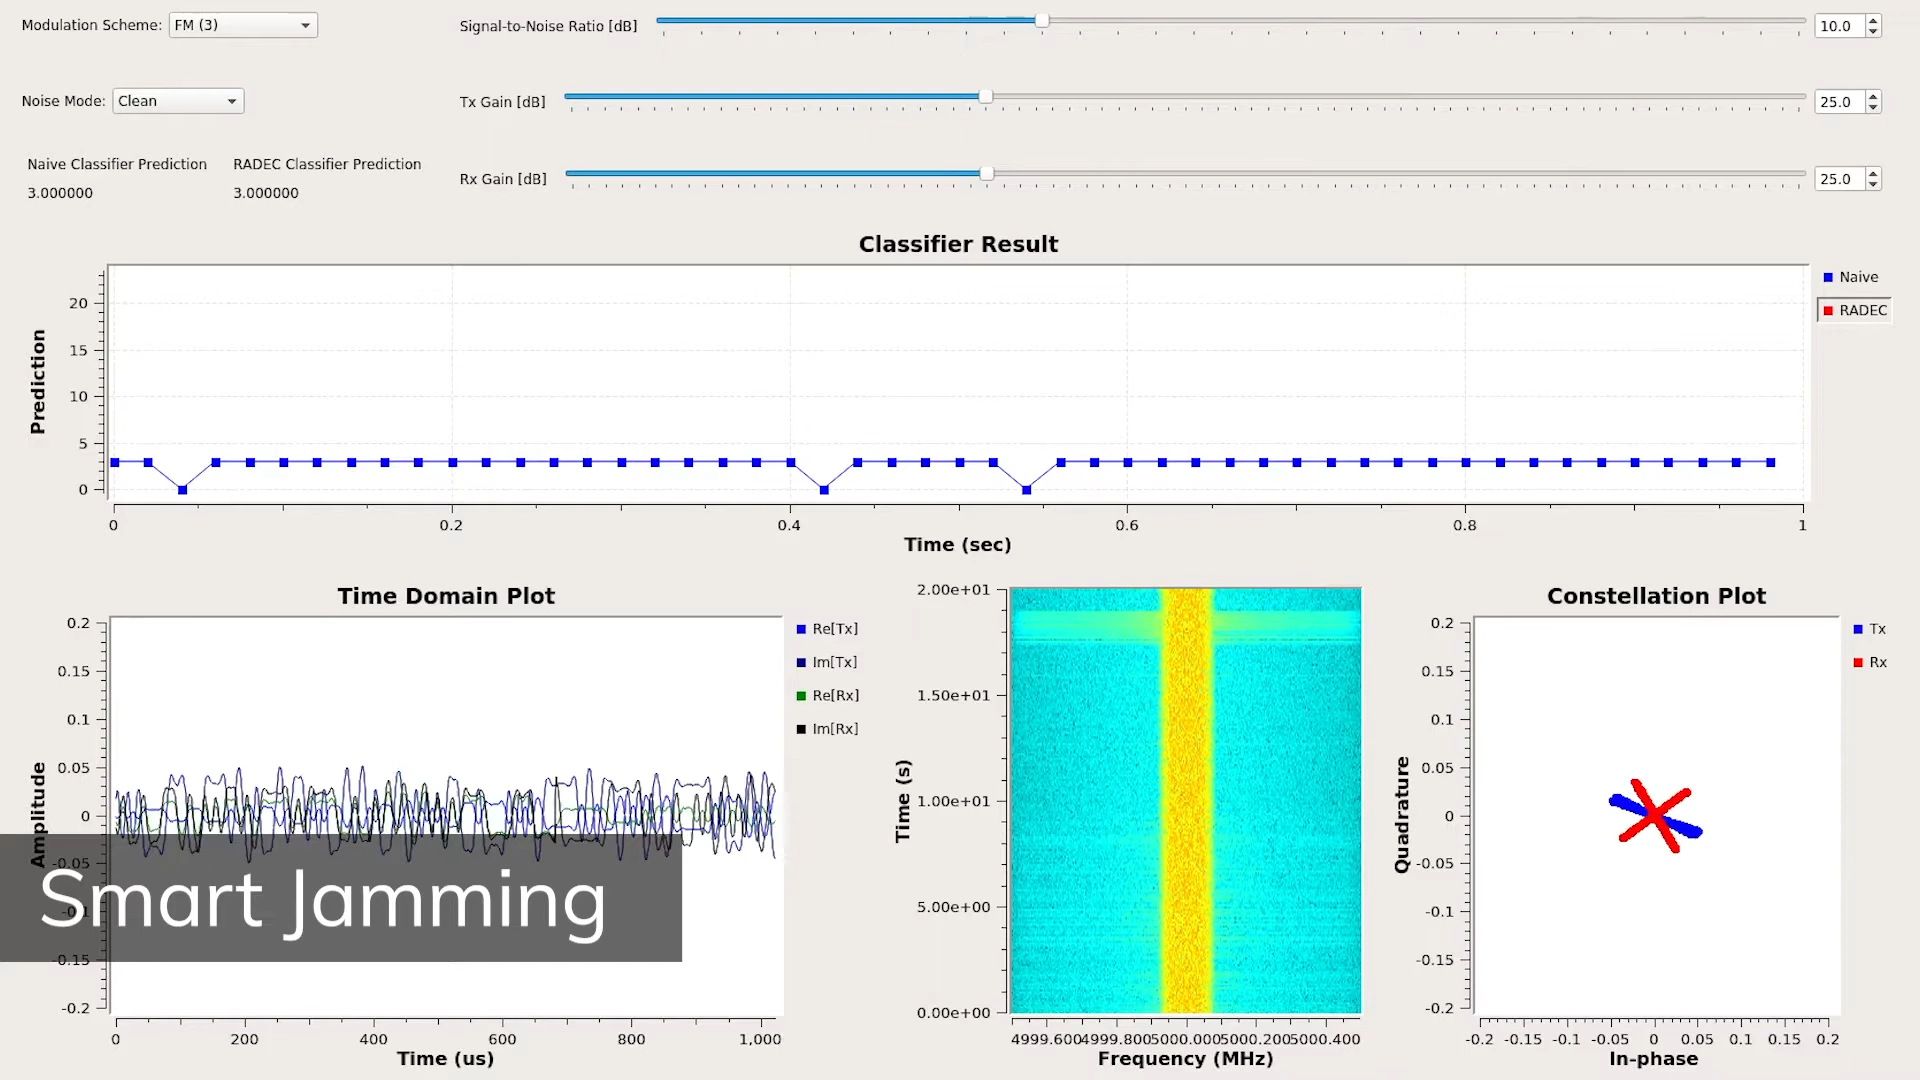 Modulation Scheme: FM (3)
Signal-to-Noise Ratio [dB] 10.0
Noise Mode: Clean
Tx Gain [dB] 25.0
Naive Classifier Prediction RADEC Classifier Prediction
3.000000 3.000000
Rx Gain [dB] 25.0
Classifier Result
Naive
RADEC
Prediction
20
15
10
5
0
0 0.2 0.4 0.6 0.8 1
Time (sec)
Time Domain Plot
Re[Tx]
Im[Tx]
Re[Rx]
Im[Rx]
Amplitude
0.2
0.15
0.1
0.05
0
-0.05
-0.1
-0.15
-0.2
0 200 400 600 800 1,000
Time (us)
Smart Jamming
Time (s)
2.00e+01
1.50e+01
1.00e+01
5.00e+00
0.00e+00
4999.600 4999.800 5000.000 5000.200 5000.400
Frequency (MHz)
Constellation Plot
Tx
Rx
Quadrature
0.2
0.15
0.1
0.05
0
-0.05
-0.1
-0.15
-0.2
-0.2 -0.15 -0.1 -0.05 0 0.05 0.1 0.15 0.2
In-phase